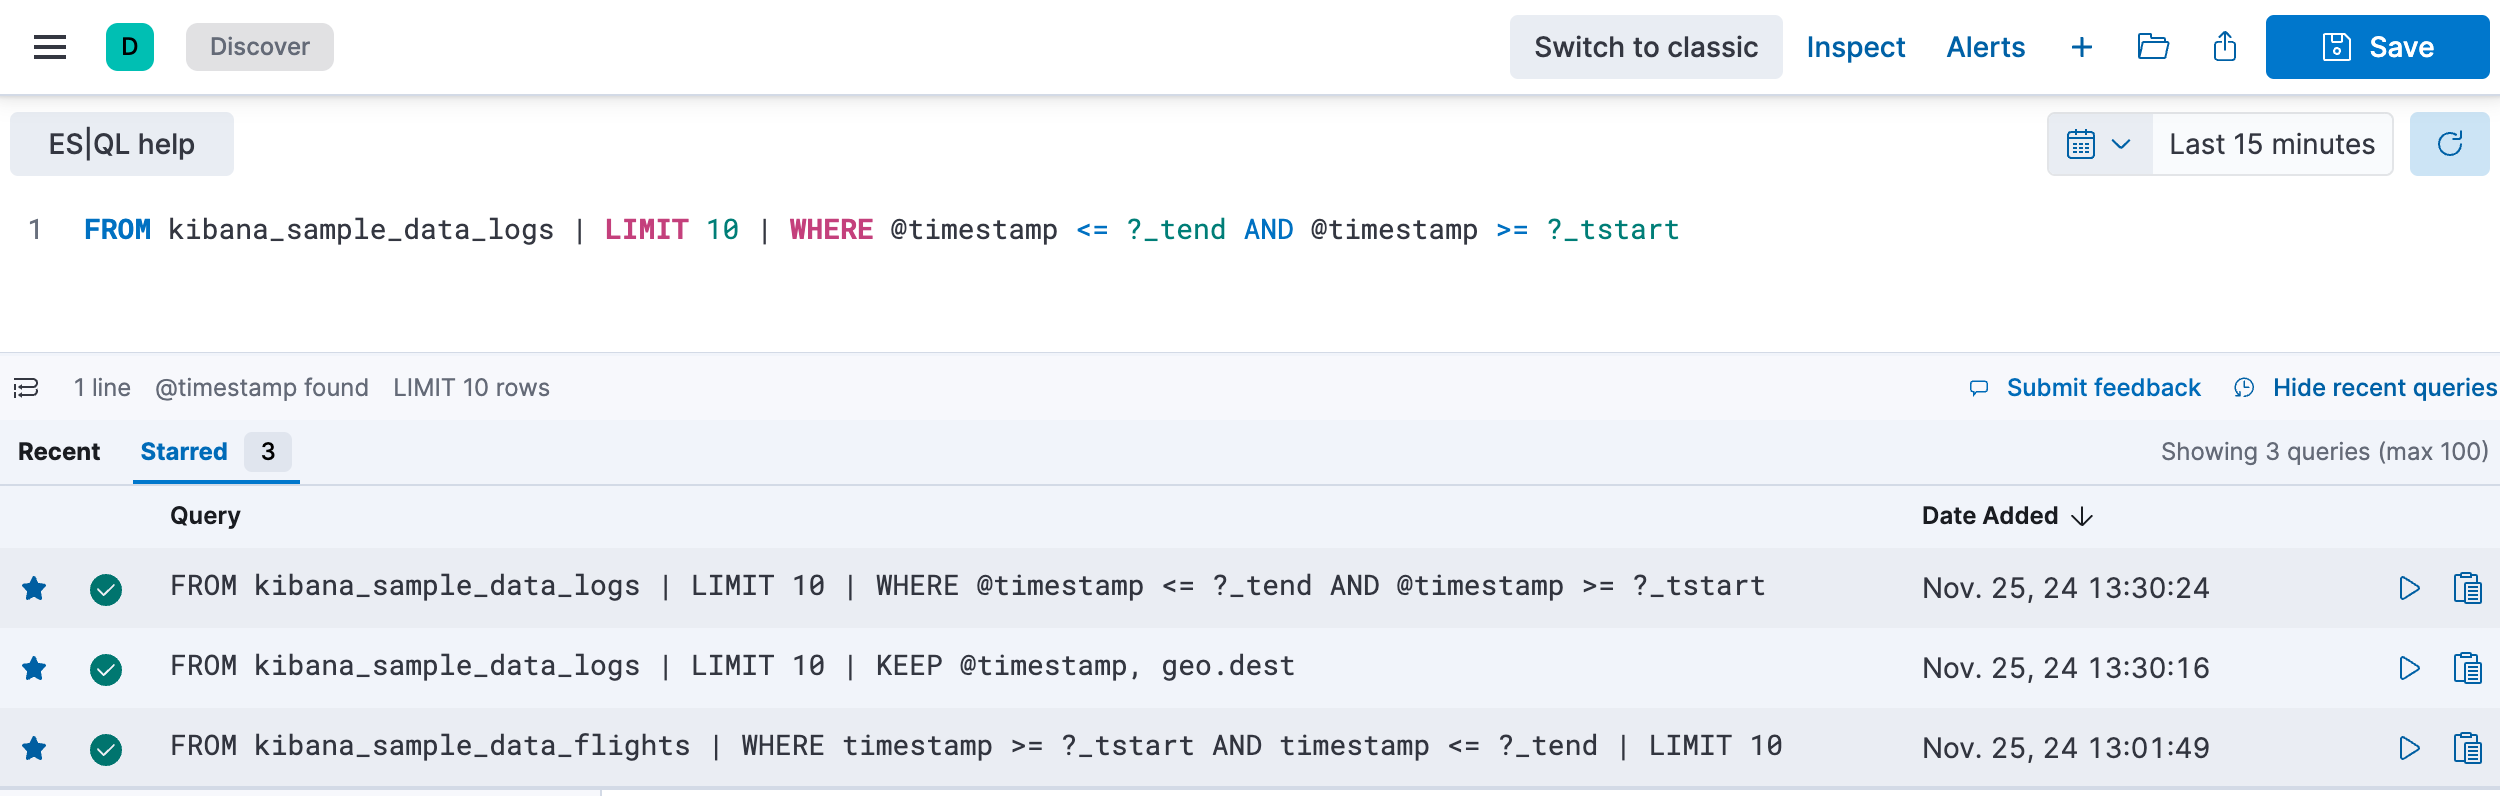 D Discover Switch to classic Inspect Alerts Save
ES|QL help Last 15 minutes
1 FROM kibana_sample_data_logs | LIMIT 10 | WHERE @timestamp <= ?_tend AND @timestamp >= ?_tstart
1 line @timestamp found LIMIT 10 rows Submit feedback Hide recent queries
Recent Starred 3 Showing 3 queries (max 100)
Query Date Added
FROM kibana_sample_data_logs | LIMIT 10 | WHERE @timestamp <= ?_tend AND @timestamp >= ?_tstart Nov. 25, 24 13:30:24
FROM kibana_sample_data_logs | LIMIT 10 | KEEP @timestamp, geo.dest Nov. 25, 24 13:30:16
FROM kibana_sample_data_flights | WHERE timestamp >= ?_tstart AND timestamp <= ?_tend | LIMIT 10 Nov. 25, 24 13:01:49